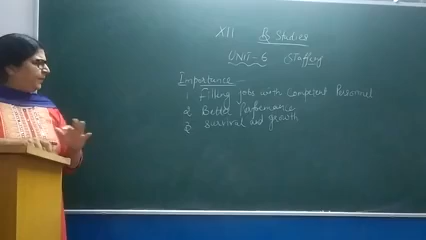 XII Bs Studies
UNIT-6 Staffing
Importance
1 Filling jobs with Competent Personnel
2 Better Performance
3 Survival and growth